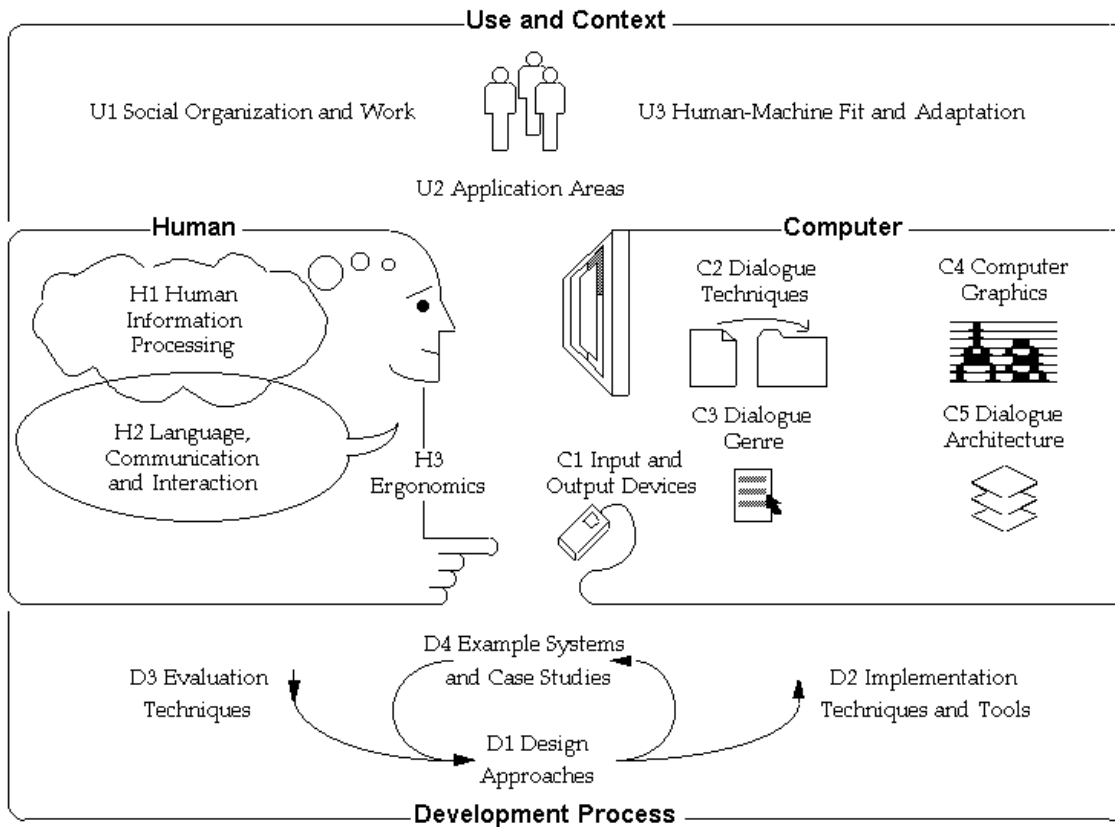 Use and Context
U1 Social Organization and Work
U3 Human-Machine Fit and Adaptation
U2 Application Areas
Human
H1 Human
Information
Processing
H2 Language,
Communication
and Interaction
H3
Ergonomics
Computer
C1 Input and
Output Devices
C2 Dialogue
Techniques
C3 Dialogue
Genre
C4 Computer
Graphics
C5 Dialogue
Architecture
D3 Evaluation
Techniques
D4 Example Systems
and Case Studies
D1 Design
Approaches
D2 Implementation
Techniques and Tools
Development Process